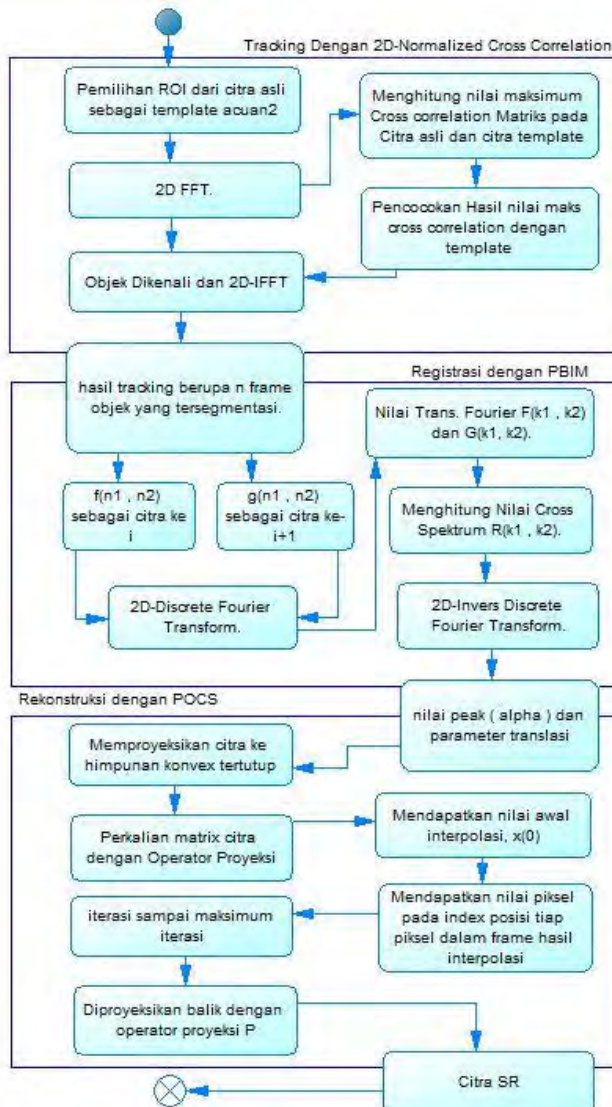 Tracking Dengan 2D-Normalized Cross Correlation
Pemilihan ROI dari citra asli
sebagai template acuan2
2D FFT.
Menghitung nilai maksimum
Cross correlation Matriks pada
Citra asli dan citra template
Pencocokan Hasil nilai maks
cross correlation dengan
template
Objek Dikenali dan 2D-IFFT
hasil tracking berupa n frame
objek yang tersegmentasi.
Registrasi dengan PBIM
f(n1 , n2)
sebagai citra ke
i
g(n1 , n2)
sebagai citra ke-
i+1
2D-Discrete Fourier
Transform.
Nilai Trans. Fourier F(k1 , k2)
dan G(k1, k2).
Menghitung Nilai Cross
Spektrum R(k1 , k2).
2D-Invers Discrete
Fourier Transform.
nilai peak ( alpha ) dan
parameter translasi
Rekonstruksi dengan POCS
Memproyeksikan citra ke
himpunan konvex tertutup
Perkalian matrix citra
dengan Operator Proyeksi
Mendapatkan nilai awal
interpolasi, x(0)
Mendapatkan nilai piksel
pada index posisi tiap
piksel dalam frame hasil
interpolasi
iterasi sampai maksimum
iterasi
Diproyeksikan balik dengan
operator proyeksi P
Citra SR